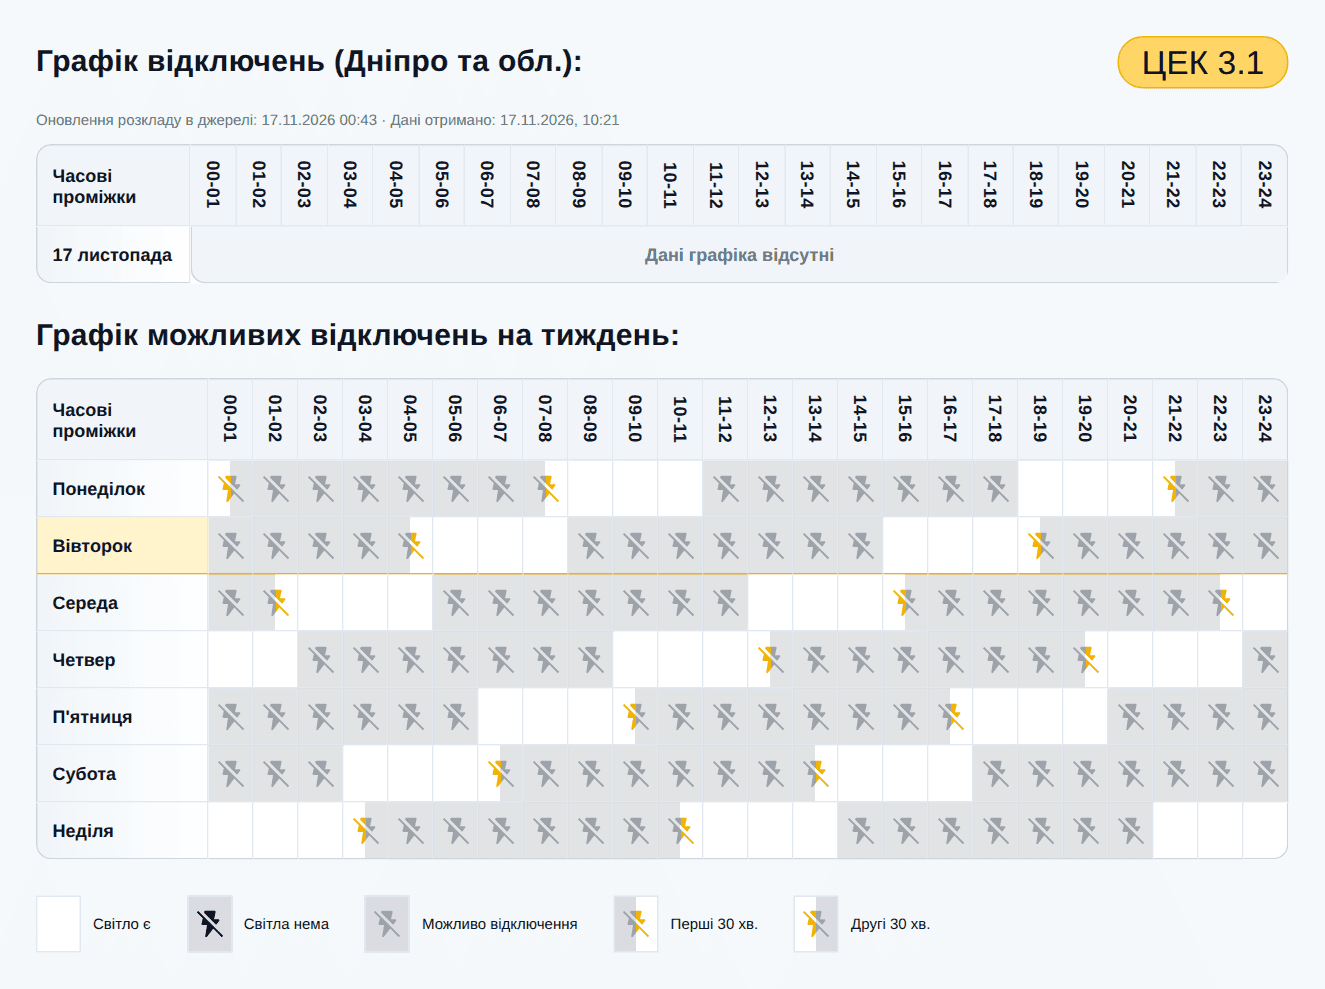 Графік відключень (Дніпро та обл.):
ЦЕК 3.1
Оновлення розкладу в джерелі: 17.11.2026 00:43 · Дані отримано: 17.11.2026, 10:21
Часові проміжки 00-01 01-02 02-03 03-04 04-05 05-06 06-07 07-08 08-09 09-10 10-11 11-12 12-13 13-14 14-15 15-16 16-17 17-18 18-19 19-20 20-21 21-22 22-23 23-24
17 листопада Дані графіка відсутні
Графік можливих відключень на тиждень:
Часові проміжки 00-01 01-02 02-03 03-04 04-05 05-06 06-07 07-08 08-09 09-10 10-11 11-12 12-13 13-14 14-15 15-16 16-17 17-18 18-19 19-20 20-21 21-22 22-23 23-24
Понеділок
Вівторок
Середа
Четвер
П'ятниця
Субота
Неділя
Світло є Світла нема Можливо відключення Перші 30 хв. Другі 30 хв.